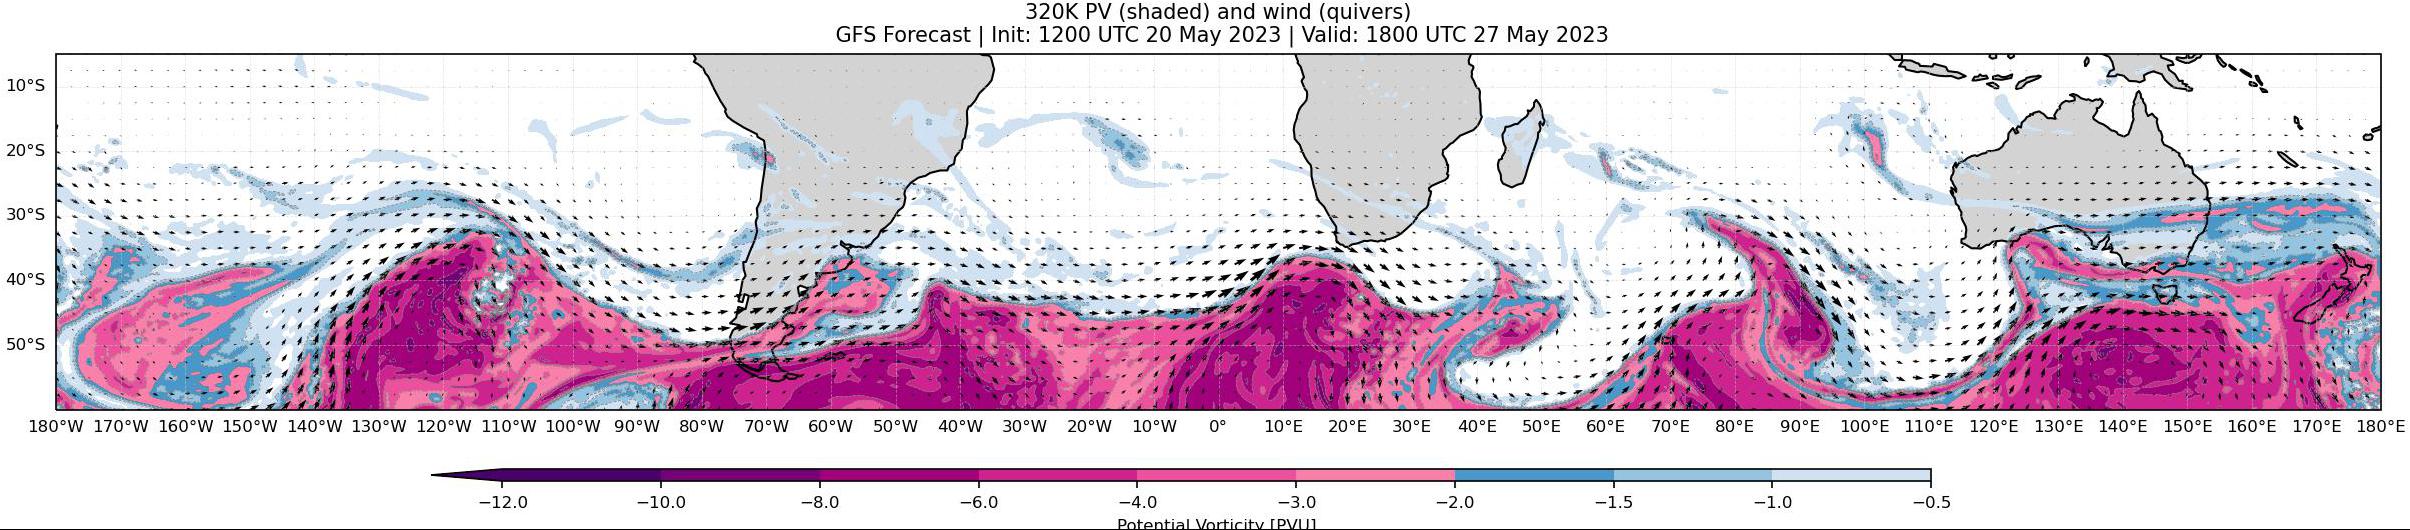 320K PV (shaded) and wind (quivers)
GFS Forecast | Init: 1200 UTC 20 May 2023 | Valid: 1800 UTC 27 May 2023
10°S
20°S
30°S
40°S
50°S
180°W 170°W 160°W 150°W 140°W 130°W 120°W 110°W 100°W 90°W 80°W 70°W 60°W 50°W 40°W 30°W 20°W 10°W 0° 10°E 20°E 30°E 40°E 50°E 60°E 70°E 80°E 90°E 100°E 110°E 120°E 130°E 140°E 150°E 160°E 170°E 180°E
−12.0 −10.0 −8.0 −6.0 −4.0 −3.0 −2.0 −1.5 −1.0 −0.5
Potential Vorticity [PVU]